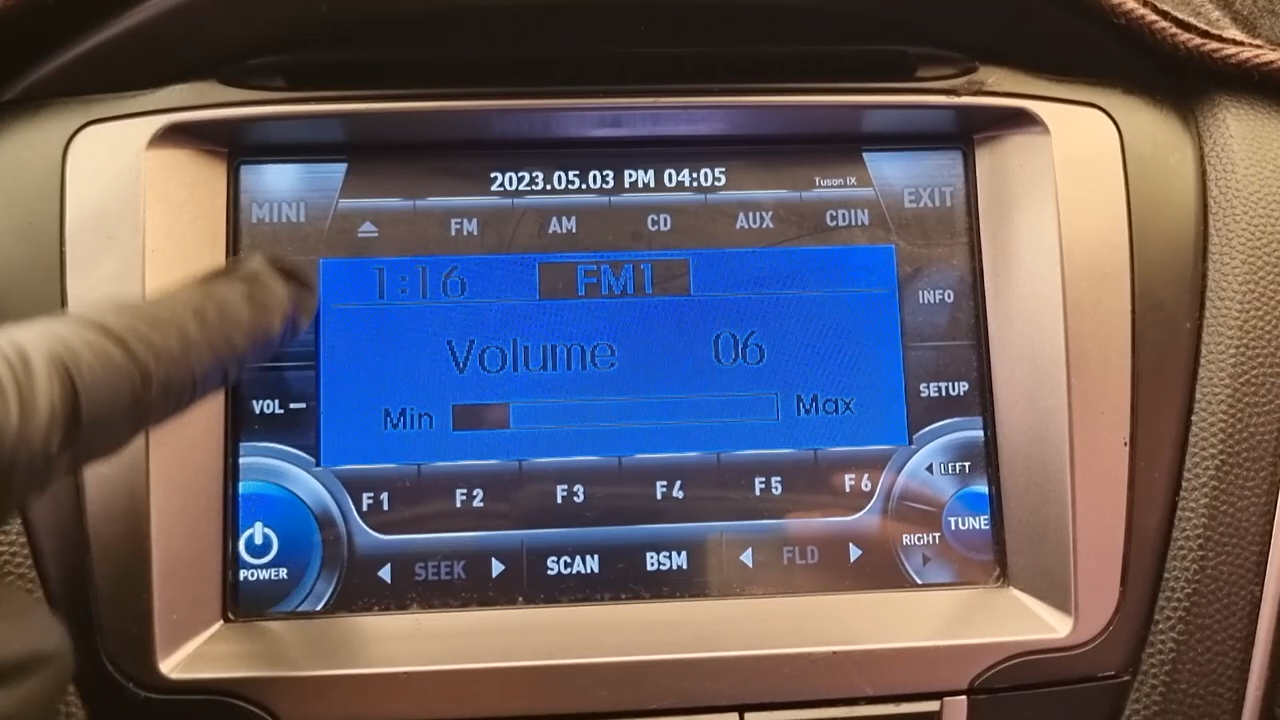 2023.05.03 PM 04:05
Tuson IX
MINI
EXIT
FM AM CD AUX CDIN
1:16 FM1
INFO
Volume 06
VOL –
SETUP
Min Max
LEFT
F1 F2 F3 F4 F5 F6
TUNE
RIGHT
POWER
SEEK SCAN BSM FLD